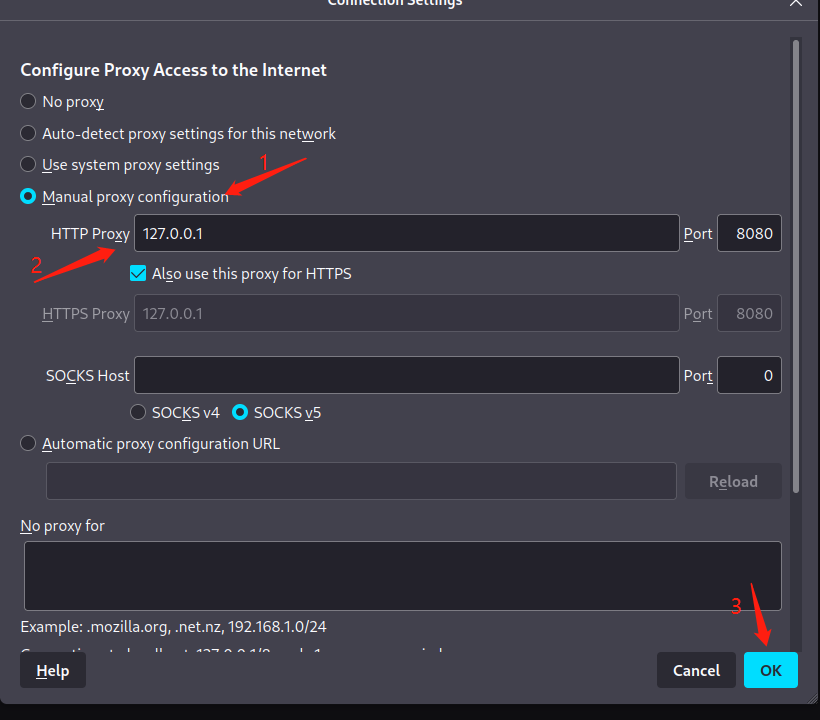 Connection Settings
Configure Proxy Access to the Internet
No proxy
Auto-detect proxy settings for this network
Use system proxy settings
1
Manual proxy configuration
HTTP Proxy 127.0.0.1 Port 8080
2
Also use this proxy for HTTPS
HTTPS Proxy 127.0.0.1 Port 8080
SOCKS Host Port 0
SOCKS v4 SOCKS v5
Automatic proxy configuration URL
Reload
No proxy for
3
Example: .mozilla.org, .net.nz, 192.168.1.0/24
Help Cancel OK